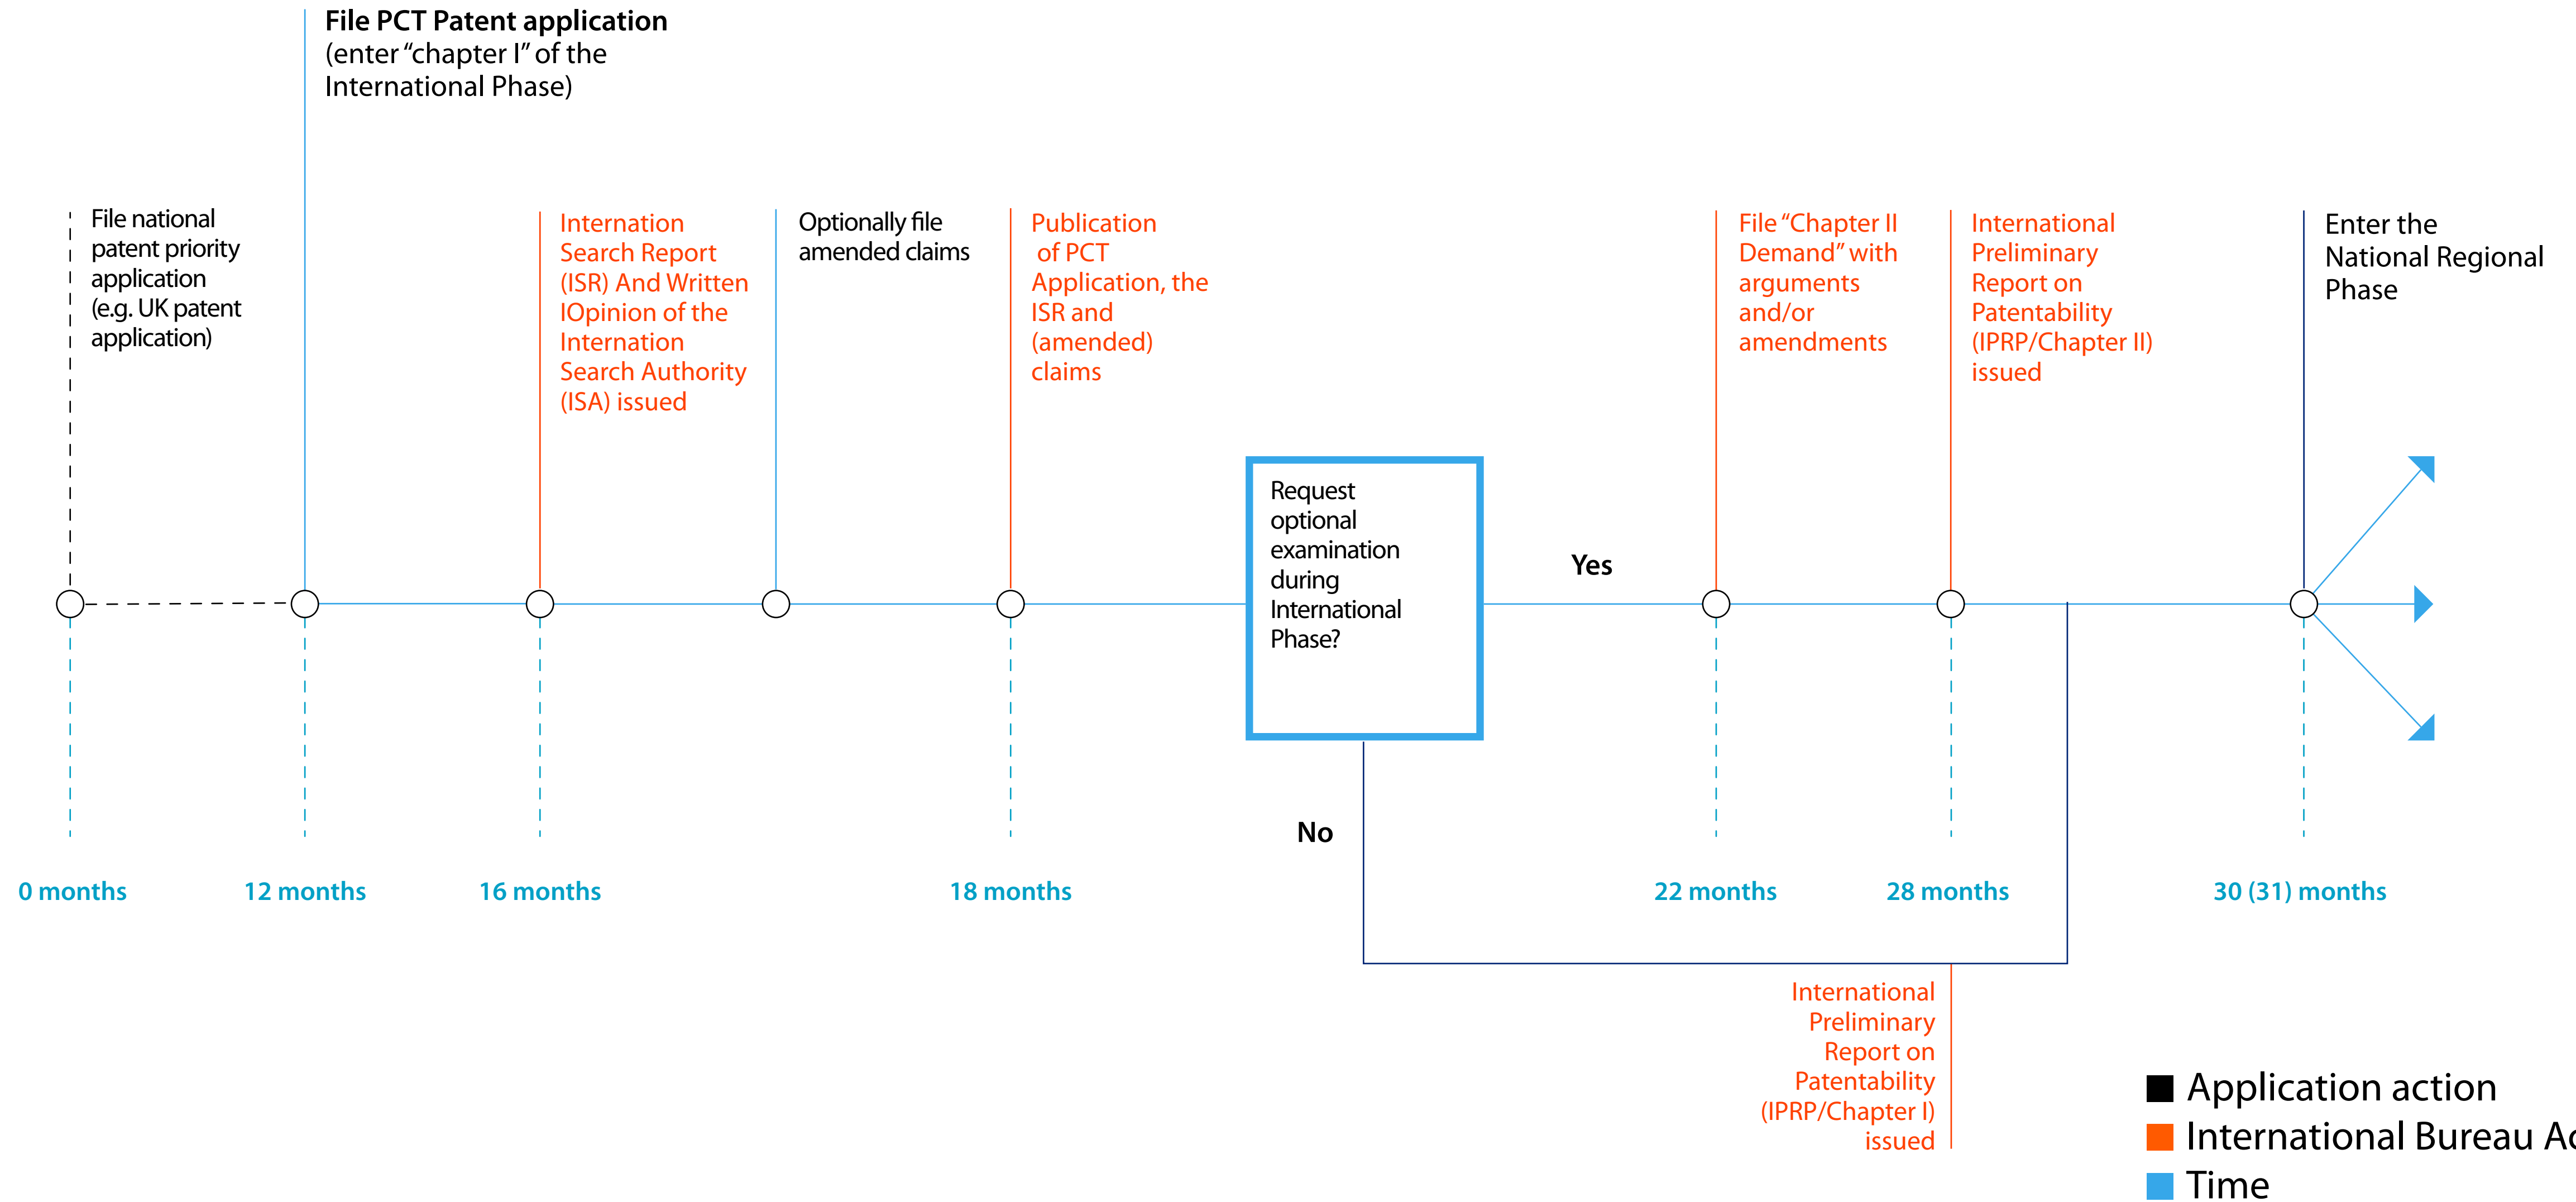 File PCT Patent application
(enter “chapter I” of the
International Phase)
File national
patent priority
application
(e.g. UK patent
application)
Internation
Search Report
(ISR) And Written
IOpinion of the
Internation
Search Authority
(ISA) issued
Optionally file
amended claims
Publication
of PCT
Application, the
ISR and
(amended)
claims
Request
optional
examination
during
International
Phase?
Yes
No
File “Chapter II
Demand” with
arguments
and/or
amendments
International
Preliminary
Report on
Patentability
(IPRP/Chapter II)
issued
Enter the
National Regional
Phase
0 months
12 months
16 months
18 months
22 months
28 months
30 (31) months
International
Preliminary
Report on
Patentability
(IPRP/Chapter I)
issued
Application action
International Bureau
Time